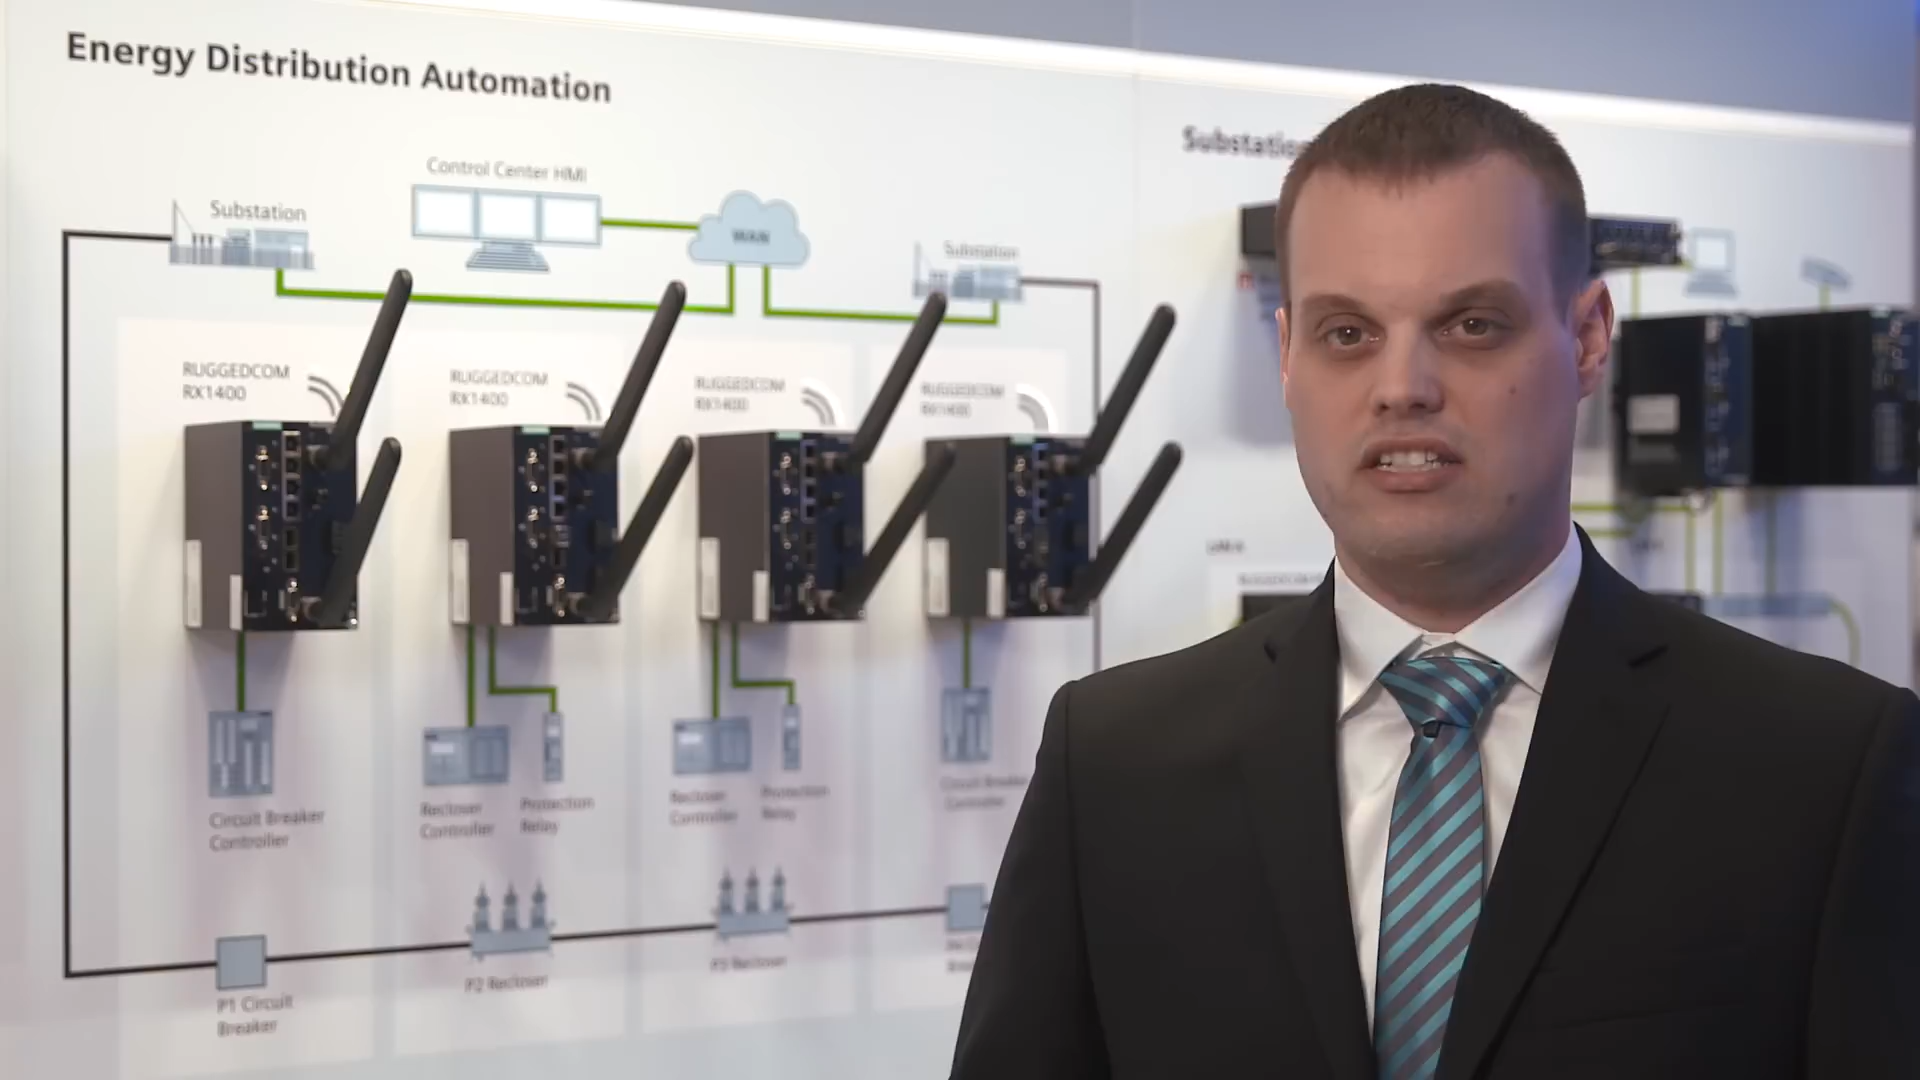 Energy Distribution Automation
Control Center HMI
Substation
WAN
Substation
RUGGEDCOM
RX1400
RUGGEDCOM
RX1400
RUGGEDCOM
RX1400
RUGGEDCOM
RX1400
Circuit Breaker
Controller
Recloser
Controller
Protection
Relay
Recloser
Controller
Protection
Relay
Circuit Breaker
Controller
P1 Circuit
Breaker
P2 Recloser
P3 Recloser
Substation